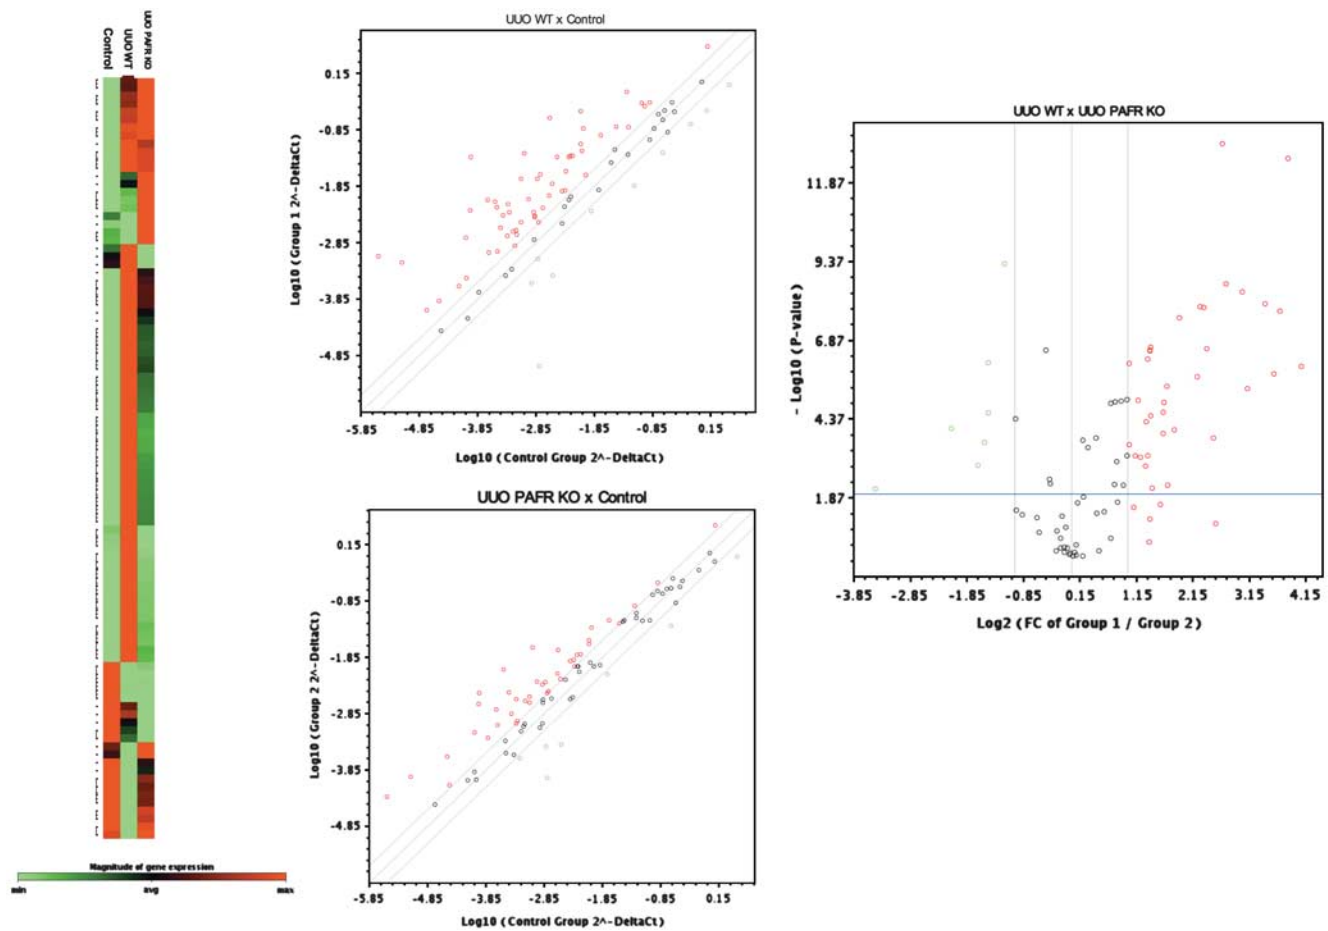 Control
UUO WT
UUO PAFR KO
Magnitude of gene expression
min avg max
UUO WT x Control
Log10 (Group 1 2^-DeltaCt)
0.15
-0.85
-1.85
-2.85
-3.85
-4.85
-5.85 -4.85 -3.85 -2.85 -1.85 -0.85 0.15
Log10 (Control Group 2^-DeltaCt)
UUO PAFR KO x Control
Log10 (Group 2 2^-DeltaCt)
0.15
-0.85
-1.85
-2.85
-3.85
-4.85
-5.85 -4.85 -3.85 -2.85 -1.85 -0.85 0.15
Log10 (Control Group 2^-DeltaCt)
UUO WT x UUO PAFR KO
- Log10 (P-value)
11.87
9.37
6.87
4.37
1.87
-3.85 -2.85 -1.85 -0.85 0.15 1.15 2.15 3.15 4.15
Log2 (FC of Group 1 / Group 2)